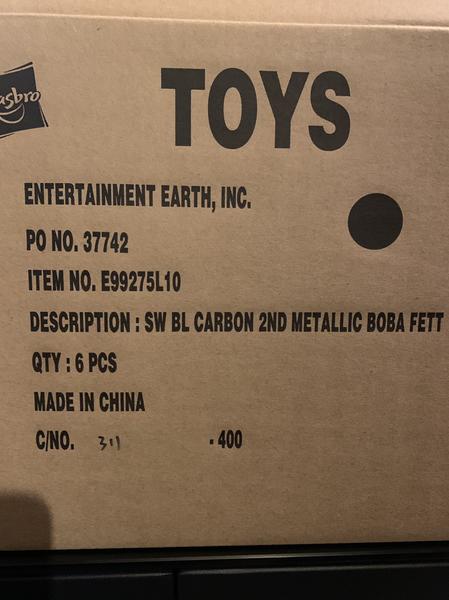 asbro
TOYS
ENTERTAINMENT EARTH, INC.
PO NO. 37742
ITEM NO. E99275L10
DESCRIPTION : SW BL CARBON 2ND METALLIC BOBA FETT
QTY : 6 PCS
MADE IN CHINA
C/NO. 311 - 400